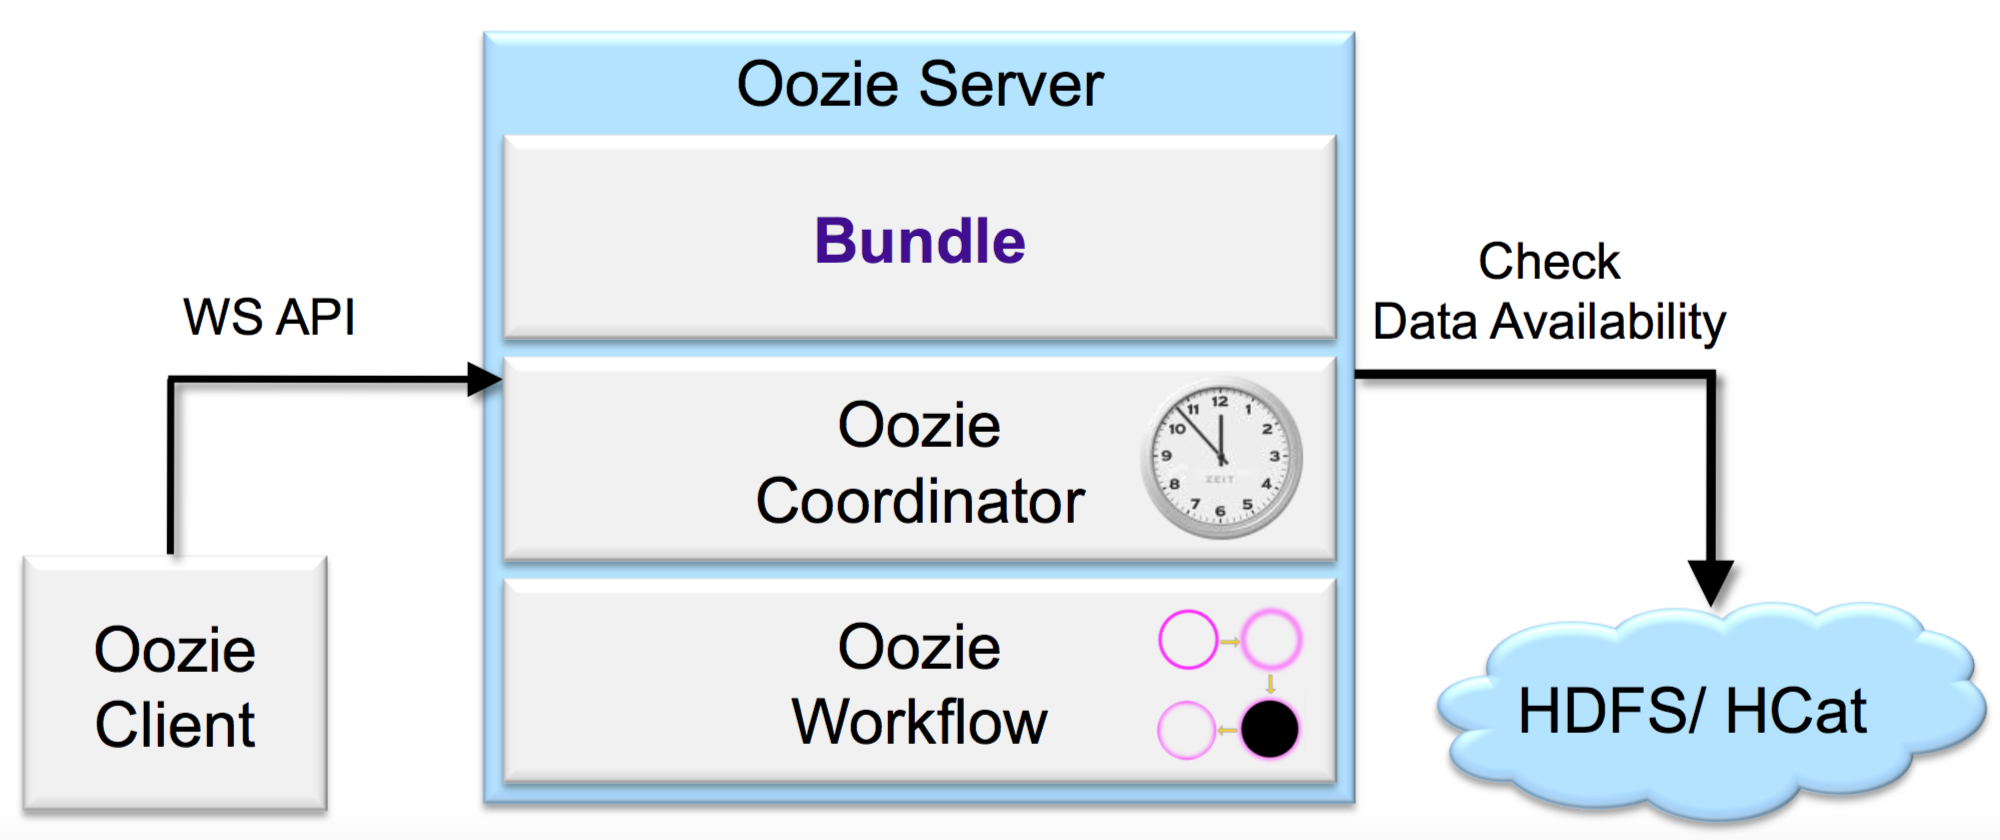 Oozie Server
Bundle
WS API
Check
Data Availability
Oozie
Coordinator
12
1
2
3
4
5
6
7
8
9
10
11
ZEIT
Oozie
Workflow
Oozie
Client
HDFS/ HCat